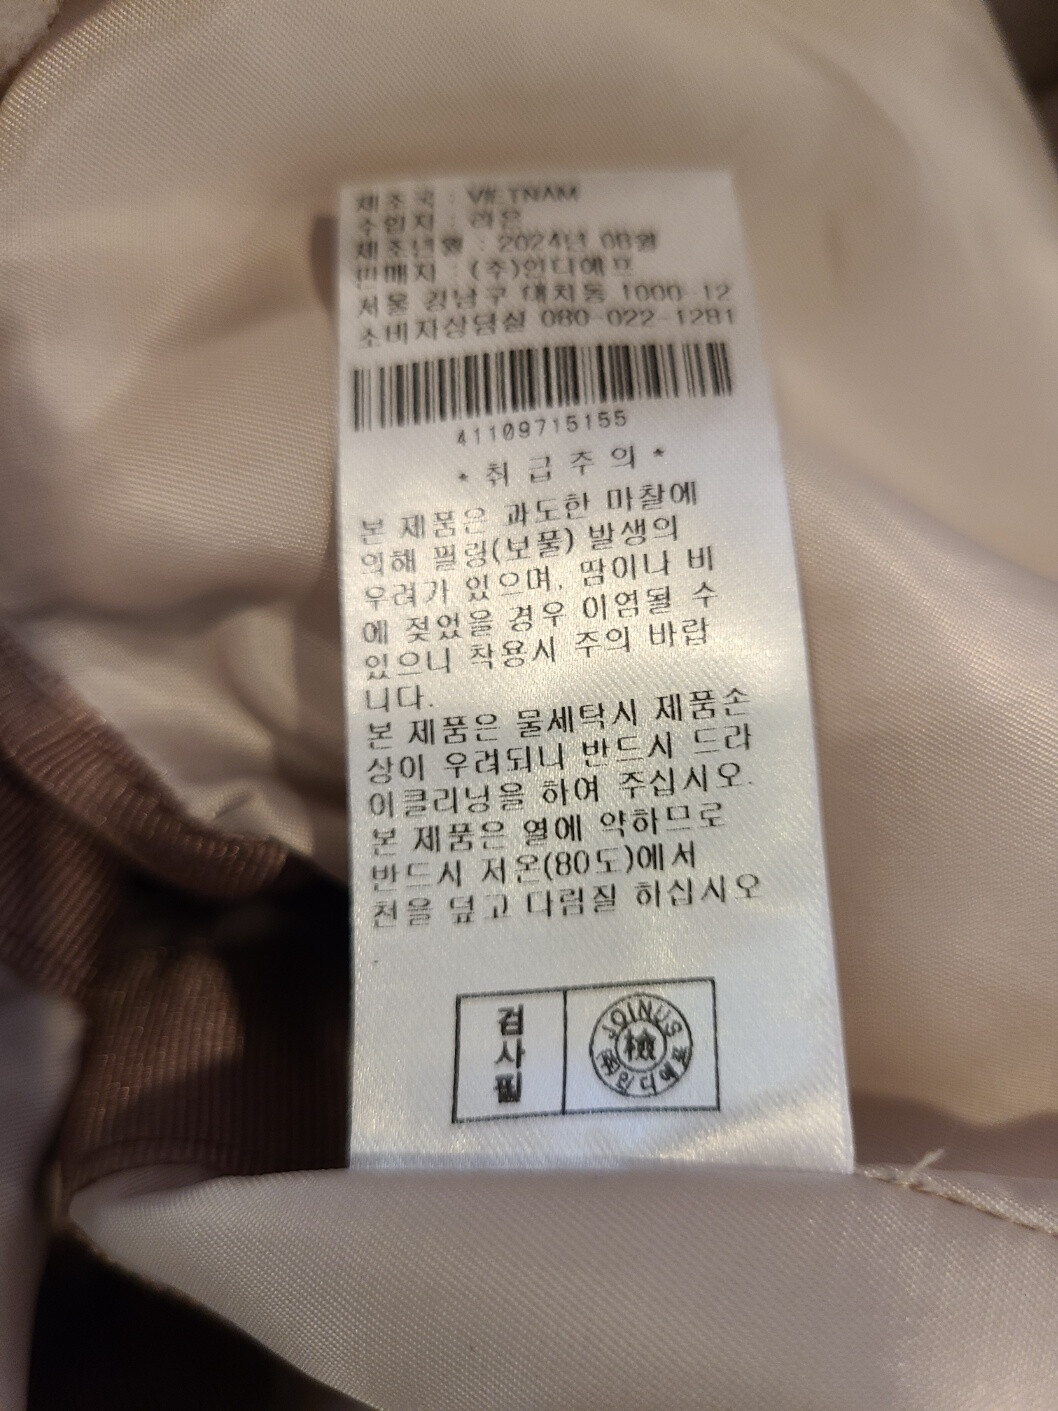 제조국 : VIETNAM
수입자 : 하은
제조년월 : 2024년 08월
판매자 : (주)인디에프
서울 강남구 대치동 1000-12
소비자상담실 080-022-1281
41109715155
* 취 급 주 의 *
본 제품은 과도한 마찰에
의해 필링(보풀) 발생의
우려가 있으며, 땀이나 비
에 젖었을 경우 이염될 수
있으니 착용시 주의 바랍
니다.
본 제품은 물세탁시 제품손
상이 우려되니 반드시 드라
이클리닝을 하여 주십시오.
본 제품은 열에 약하므로
반드시 저온(80도)에서
천을 덮고 다림질 하십시오
.
검사필
JOINUS
檢
인디에프